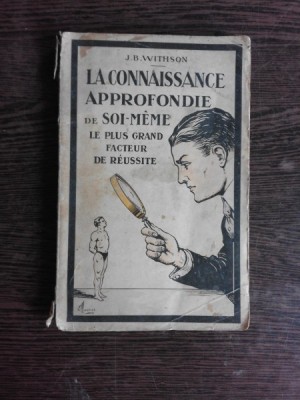 J. B. WITHSON
LA CONNAISSANCE
APPROFONDIE
DE SOI-MÊME
LE PLUS GRAND
FACTEUR
DE RÉUSSITE